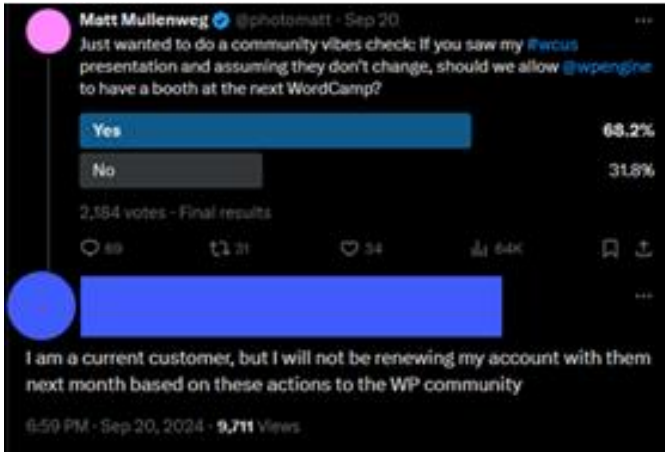 Matt Mullenweg @photomatt · Sep 20
Just wanted to do a community vibes check: If you saw my #wcus
presentation and assuming they don't change, should we allow @wpengine
to have a booth at the next WordCamp?
Yes 68.2%
No 31.8%
2,184 votes · Final results
69 31 34 64K
I am a current customer, but I will not be renewing my account with them
next month based on these actions to the WP community
6:59 PM · Sep 20, 2024 · 9,711 Views